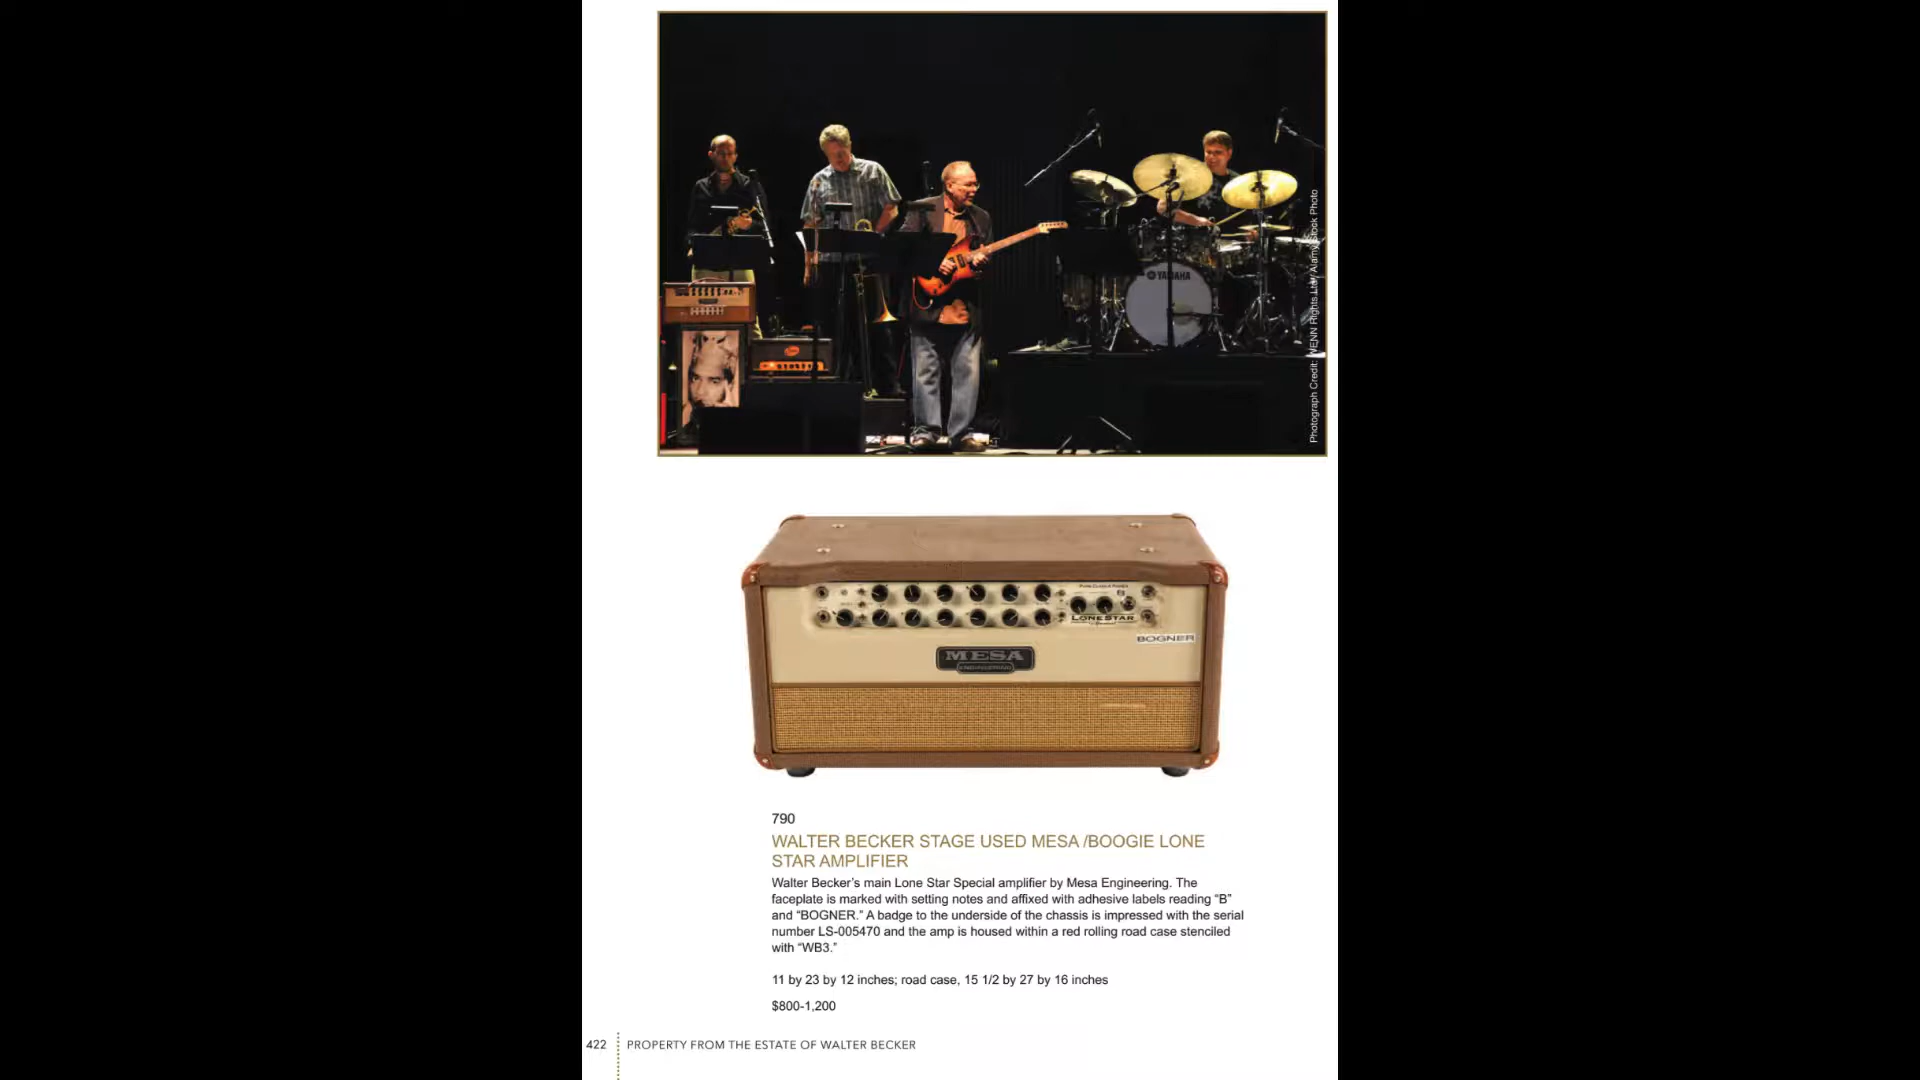 YAMAHA
Photograph Credit: WENN Rights Ltd/ Alamy Stock Photo
LONESTAR
BOGNER
MESA
ENGINEERING
790
WALTER BECKER STAGE USED MESA /BOOGIE LONE
STAR AMPLIFIER
Walter Becker’s main Lone Star Special amplifier by Mesa Engineering. The
faceplate is marked with setting notes and affixed with adhesive labels reading “B”
and “BOGNER.” A badge to the underside of the chassis is impressed with the serial
number LS-005470 and the amp is housed within a red rolling road case stenciled
with “WB3.”
11 by 23 by 12 inches; road case, 15 1/2 by 27 by 16 inches
$800-1,200
422 PROPERTY FROM THE ESTATE OF WALTER BECKER